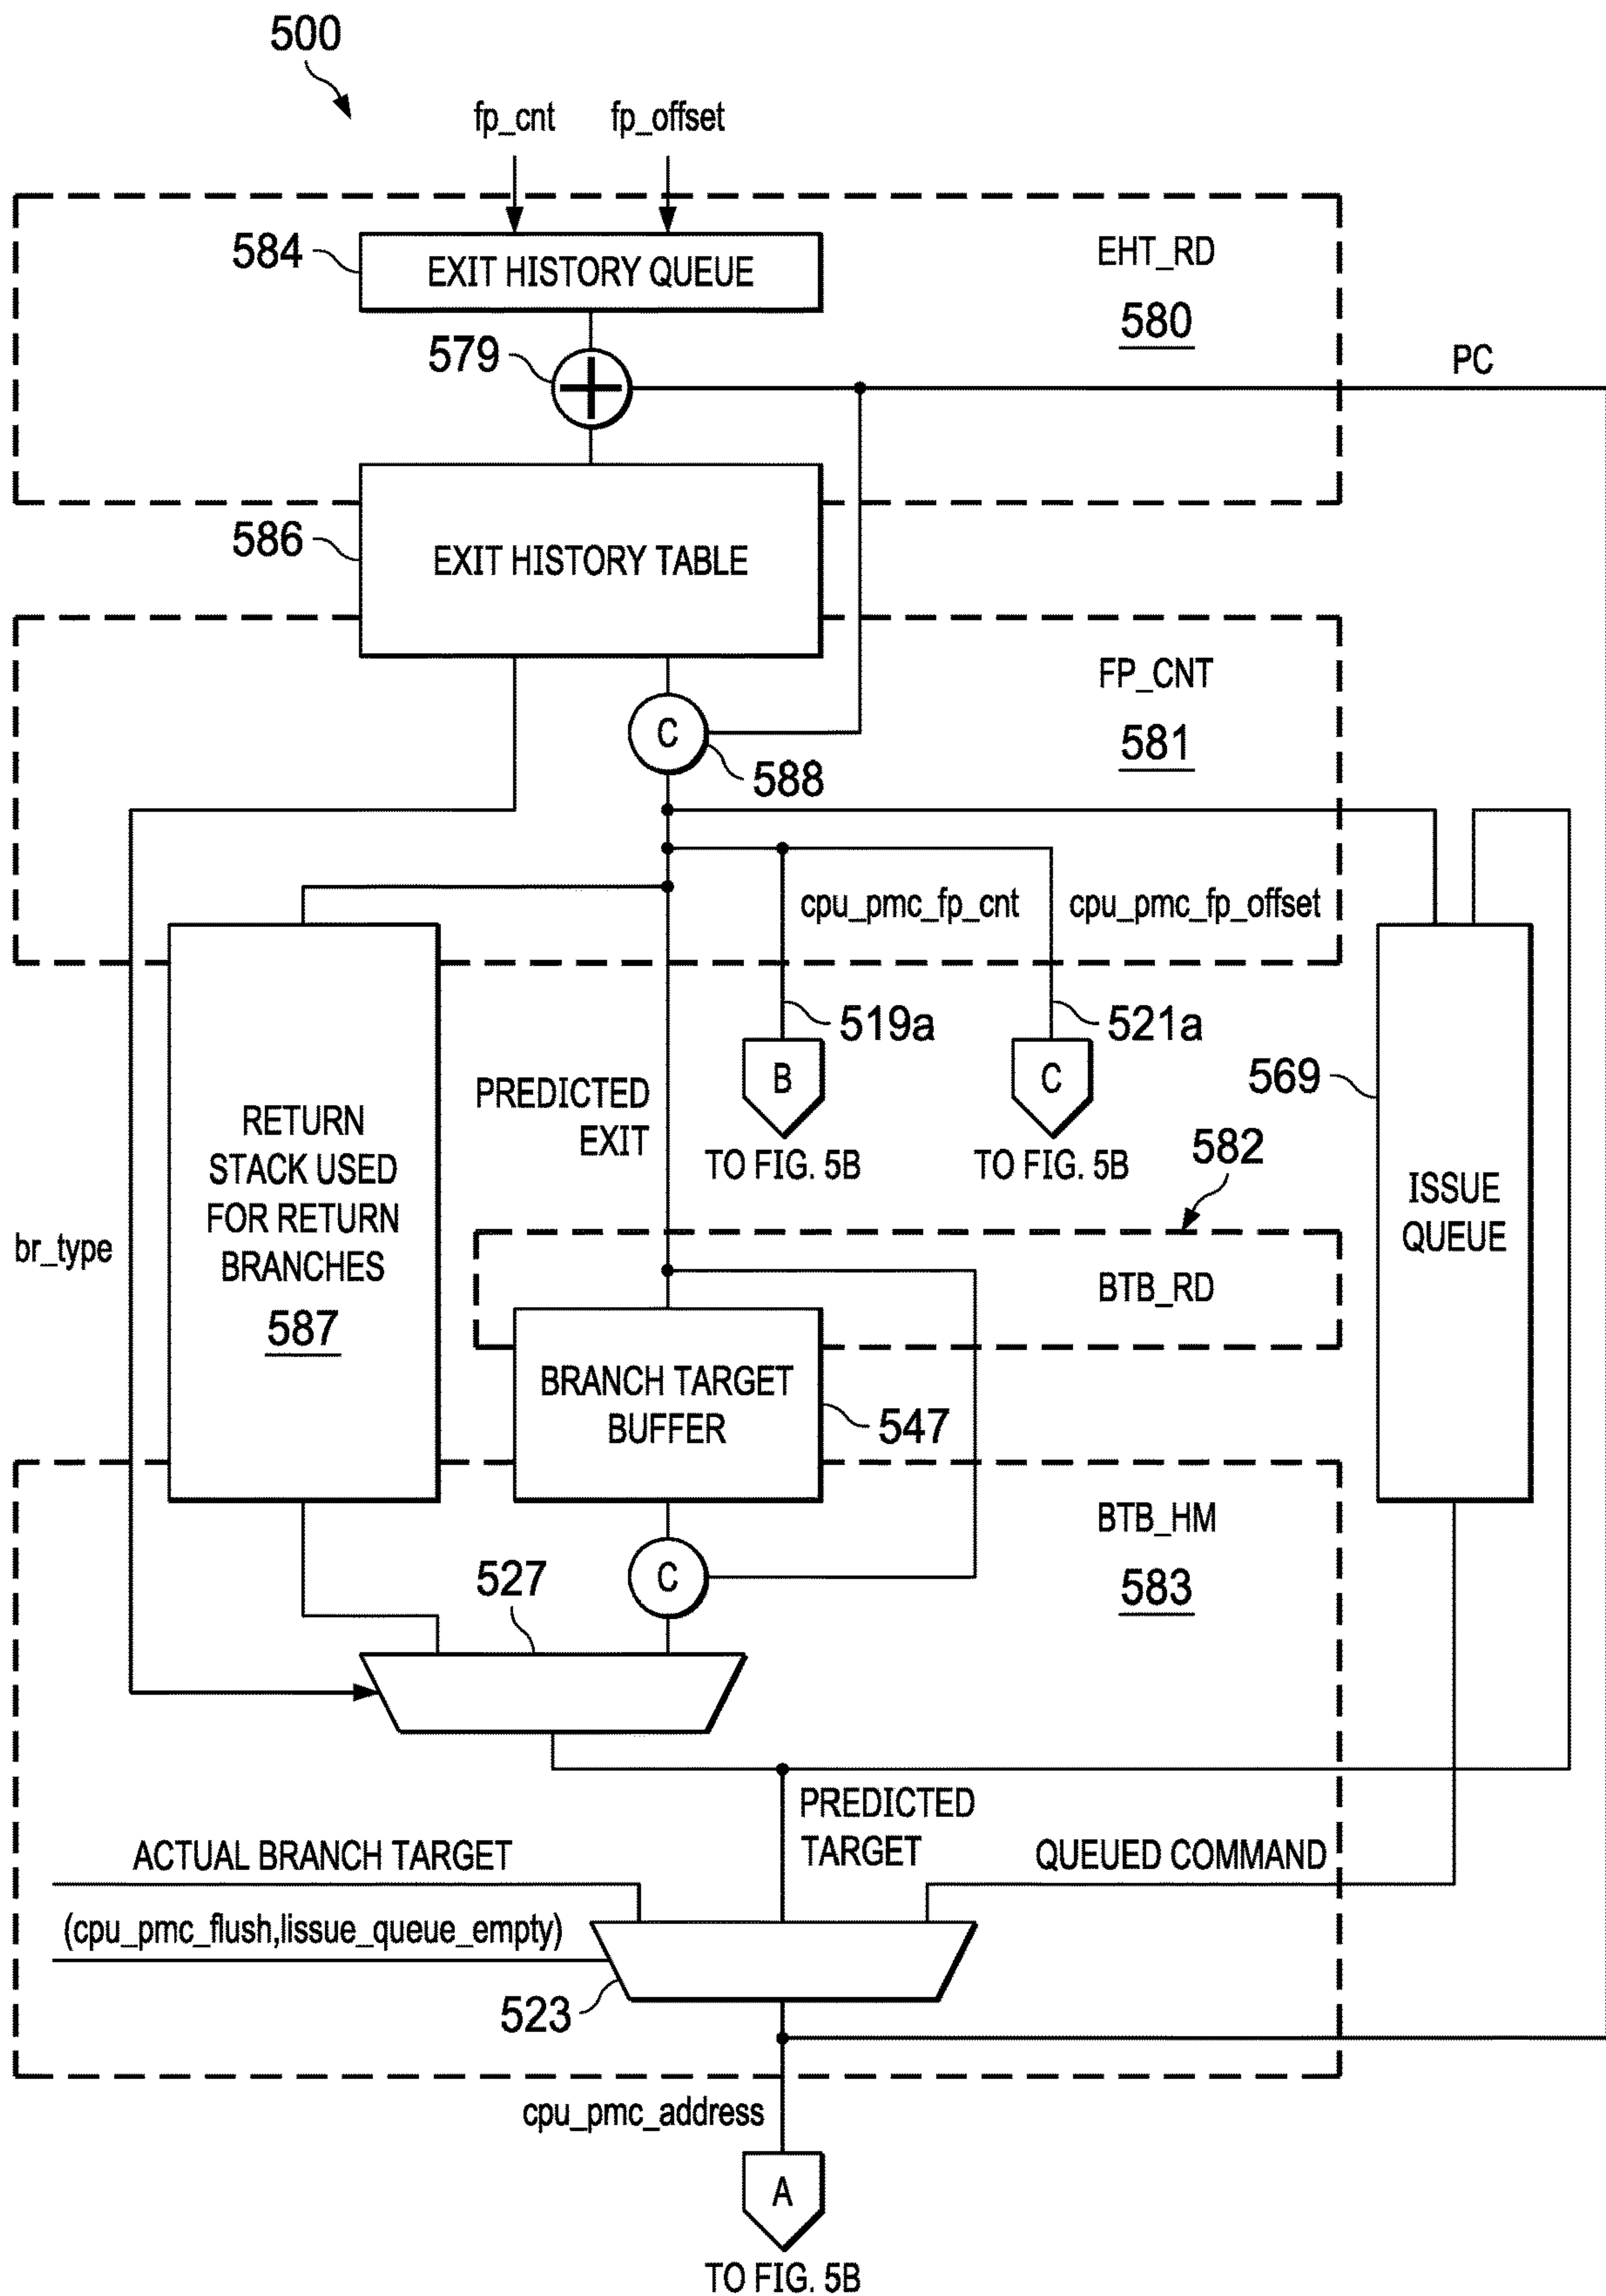 500
fp_cnt fp_offset
584
EXIT HISTORY QUEUE
EHT_RD
580
579
PC
586
EXIT HISTORY TABLE
FP_CNT
581
C
588
cpu_pmc_fp_cnt
cpu_pmc_fp_offset
519a
521a
B
C
569
PREDICTED
EXIT
TO FIG. 5B
TO FIG. 5B
582
RETURN
STACK USED
FOR RETURN
BRANCHES
587
ISSUE
QUEUE
br_type
BTB_RD
BRANCH TARGET
BUFFER
547
BTB_HM
583
C
527
PREDICTED
TARGET
ACTUAL BRANCH TARGET
QUEUED COMMAND
(cpu_pmc_flush,lissue_queue_empty)
523
cpu_pmc_address
A
TO FIG. 5B